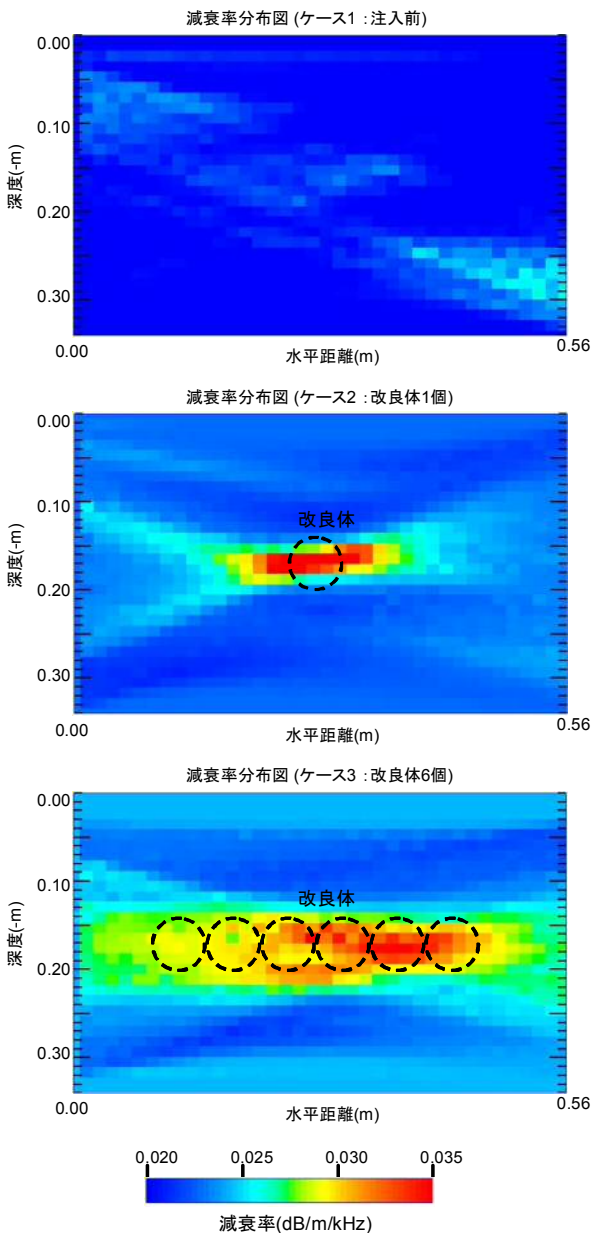 減衰率分布図 (ケース1 :注入前)
0.00
0.10
0.20
0.30
深度(-m)
0.00
水平距離(m)
0.56
減衰率分布図 (ケース2 :改良体1個)
0.00
0.10
0.20
0.30
深度(-m)
改良体
0.00
水平距離(m)
0.56
減衰率分布図 (ケース3 :改良体6個)
0.00
0.10
0.20
0.30
深度(-m)
改良体
0.00
水平距離(m)
0.56
0.020 0.025 0.030 0.035
減衰率(dB/m/kHz)